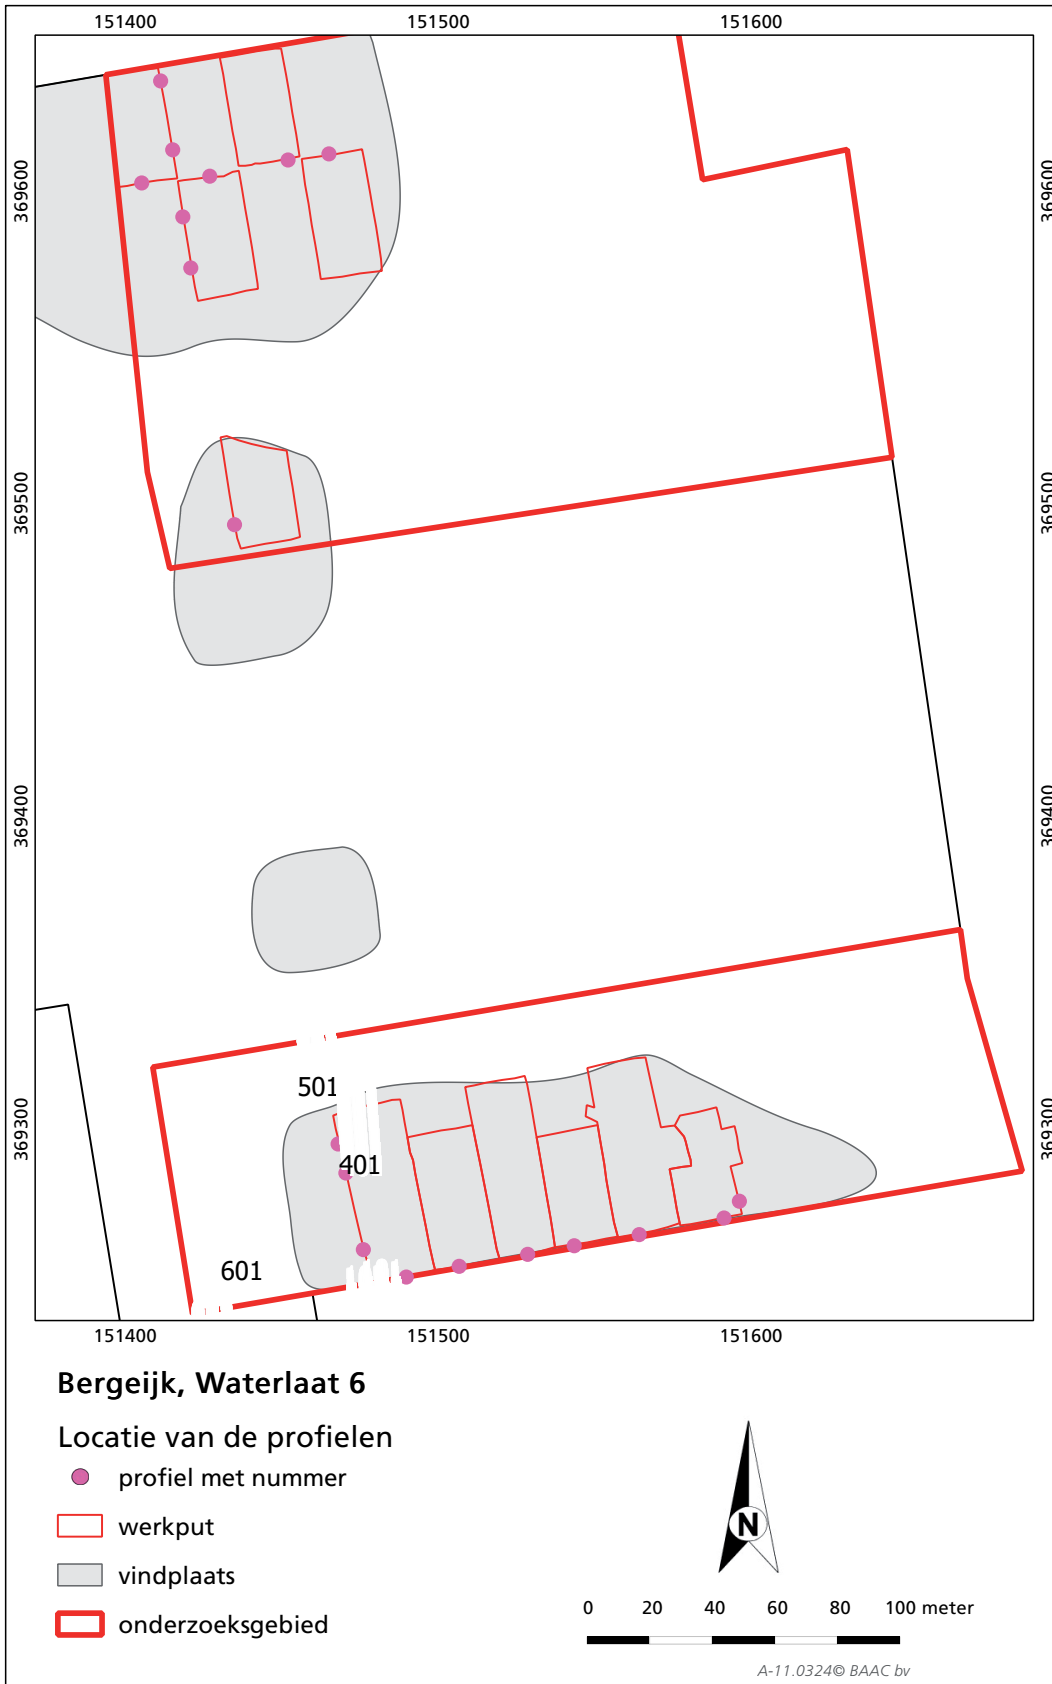 151400 151500 151600
369600 369600
369500 369500
369400 369400
501
369300 369300
401
601
151400 151500 151600
Bergeijk, Waterlaat 6
Locatie van de profielen
profiel met nummer
werkput
vindplaats
onderzoeksgebied
N
0 20 40 60 80 100 meter
A-11.0324© BAAC bv